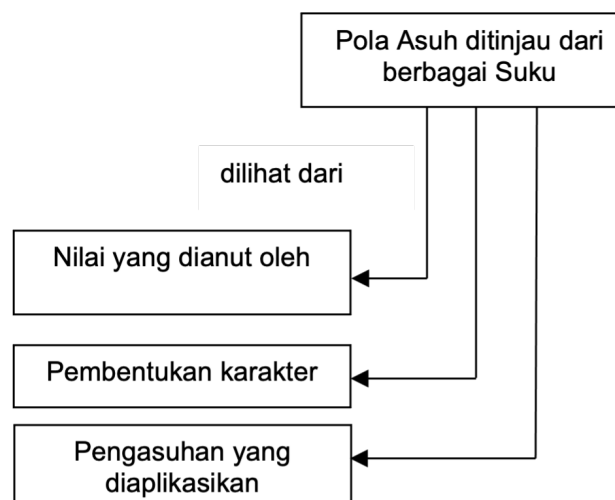 Pola Asuh ditinjau dari
berbagai Suku
dilihat dari
Nilai yang dianut oleh
Pembentukan karakter
Pengasuhan yang
diaplikasikan